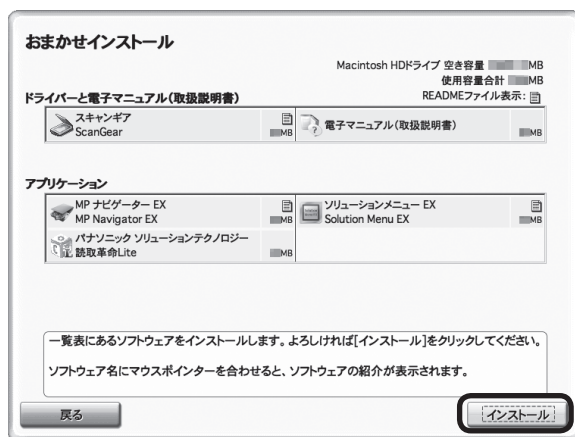 おまかせインストール
Macintosh HDドライブ 空き容量 MB
使用容量合計 MB
ドライバーと電子マニュアル(取扱説明書)
READMEファイル表示:
スキャンギア
ScanGear
MB
電子マニュアル(取扱説明書)
MB
アプリケーション
MP ナビゲーター EX
MP Navigator EX
MB
ソリューションメニュー EX
Solution Menu EX
MB
パナソニック ソリューションテクノロジー
読取革命Lite
MB
一覧表にあるソフトウェアをインストールします。よろしければ[インストール]をクリックしてください。
ソフトウェア名にマウスポインターを合わせると、ソフトウェアの紹介が表示されます。
戻る
インストール